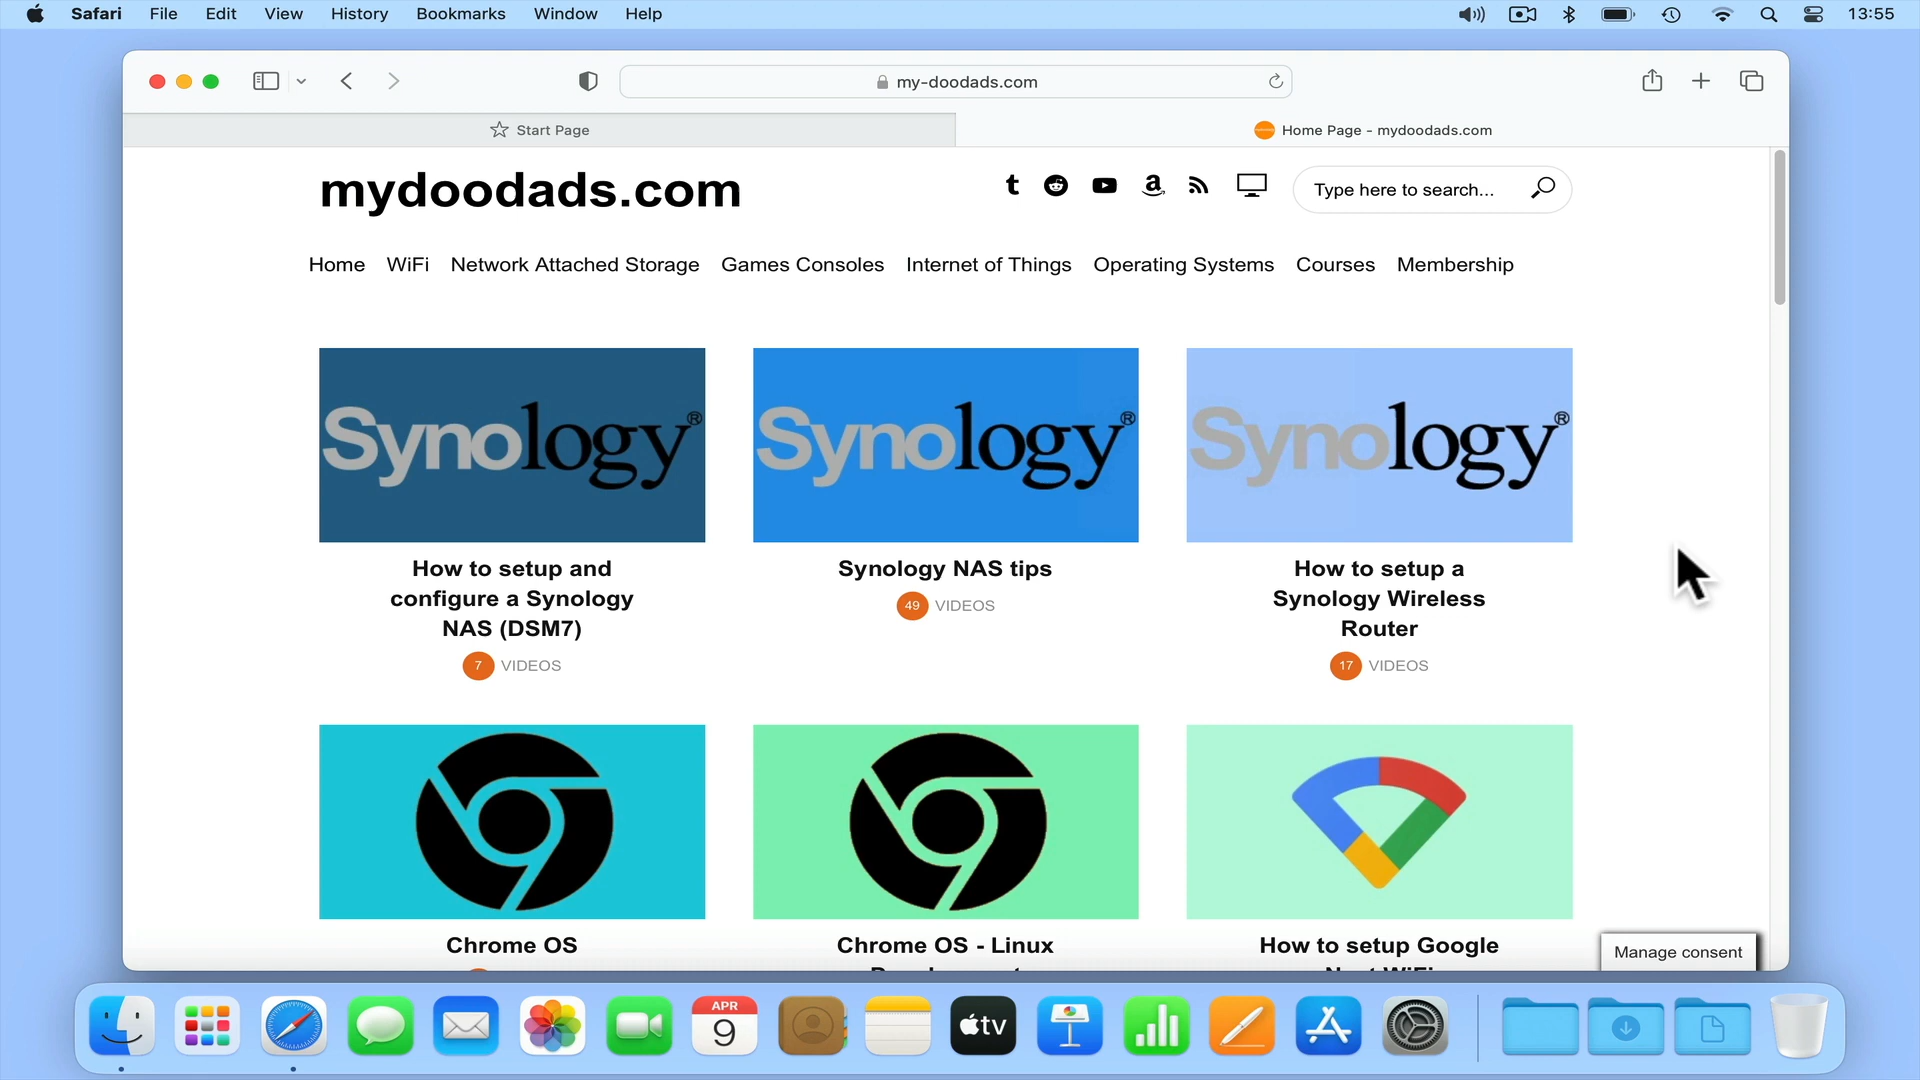 Safari File Edit View History Bookmarks Window Help 13:55
my-doodads.com
Start Page Home Page - mydoodads.com
mydoodads.com
Type here to search...
Home WiFi Network Attached Storage Games Consoles Internet of Things Operating Systems Courses Membership
Synology® Synology® Synology®
How to setup and
configure a Synology
NAS (DSM7)
7 VIDEOS
Synology NAS tips
49 VIDEOS
How to setup a
Synology Wireless
Router
17 VIDEOS
Chrome OS
Chrome OS - Linux
How to setup Google
Manage consent
APR
9
tv